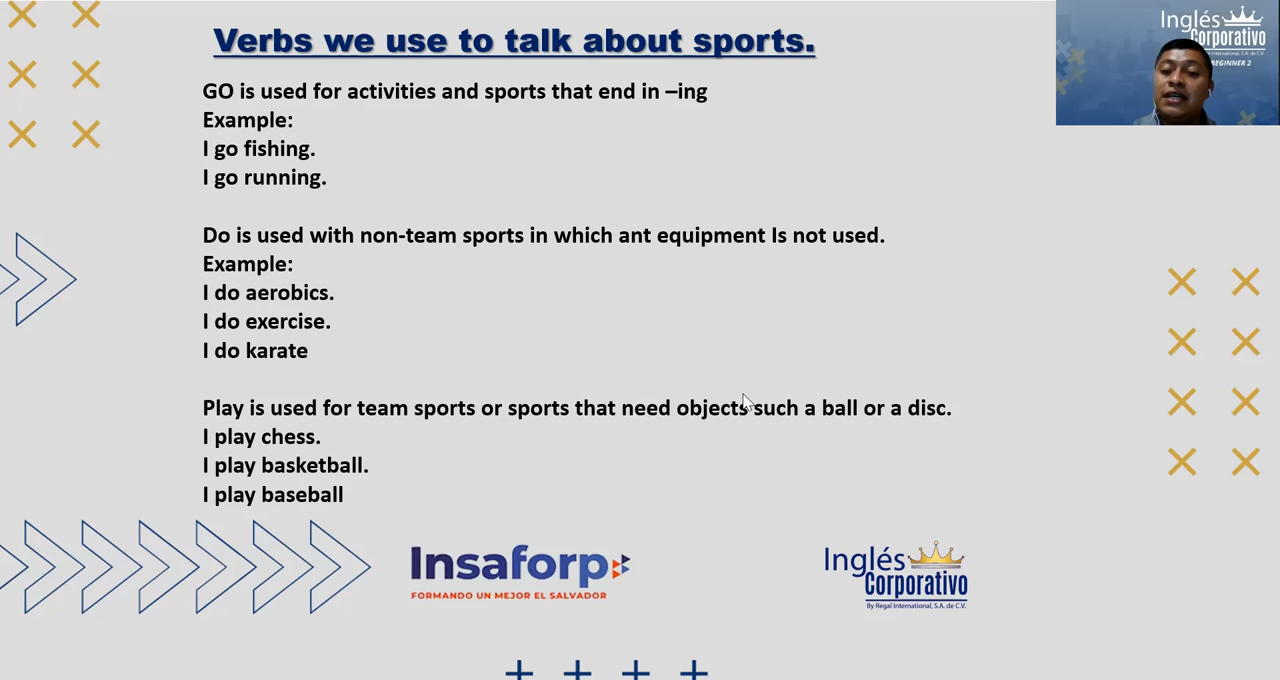 Verbs we use to talk about sports.
GO is used for activities and sports that end in –ing
Example:
I go fishing.
I go running.
Do is used with non-team sports in which ant equipment Is not used.
Example:
I do aerobics.
I do exercise.
I do karate
Play is used for team sports or sports that need objects such a ball or a disc.
I play chess.
I play basketball.
I play baseball
Insaforp
FORMANDO UN MEJOR EL SALVADOR
Inglés
Corporativo
By Regal International, S.A. de C.V.
Inglés
Corporativo
BEGINNER 2